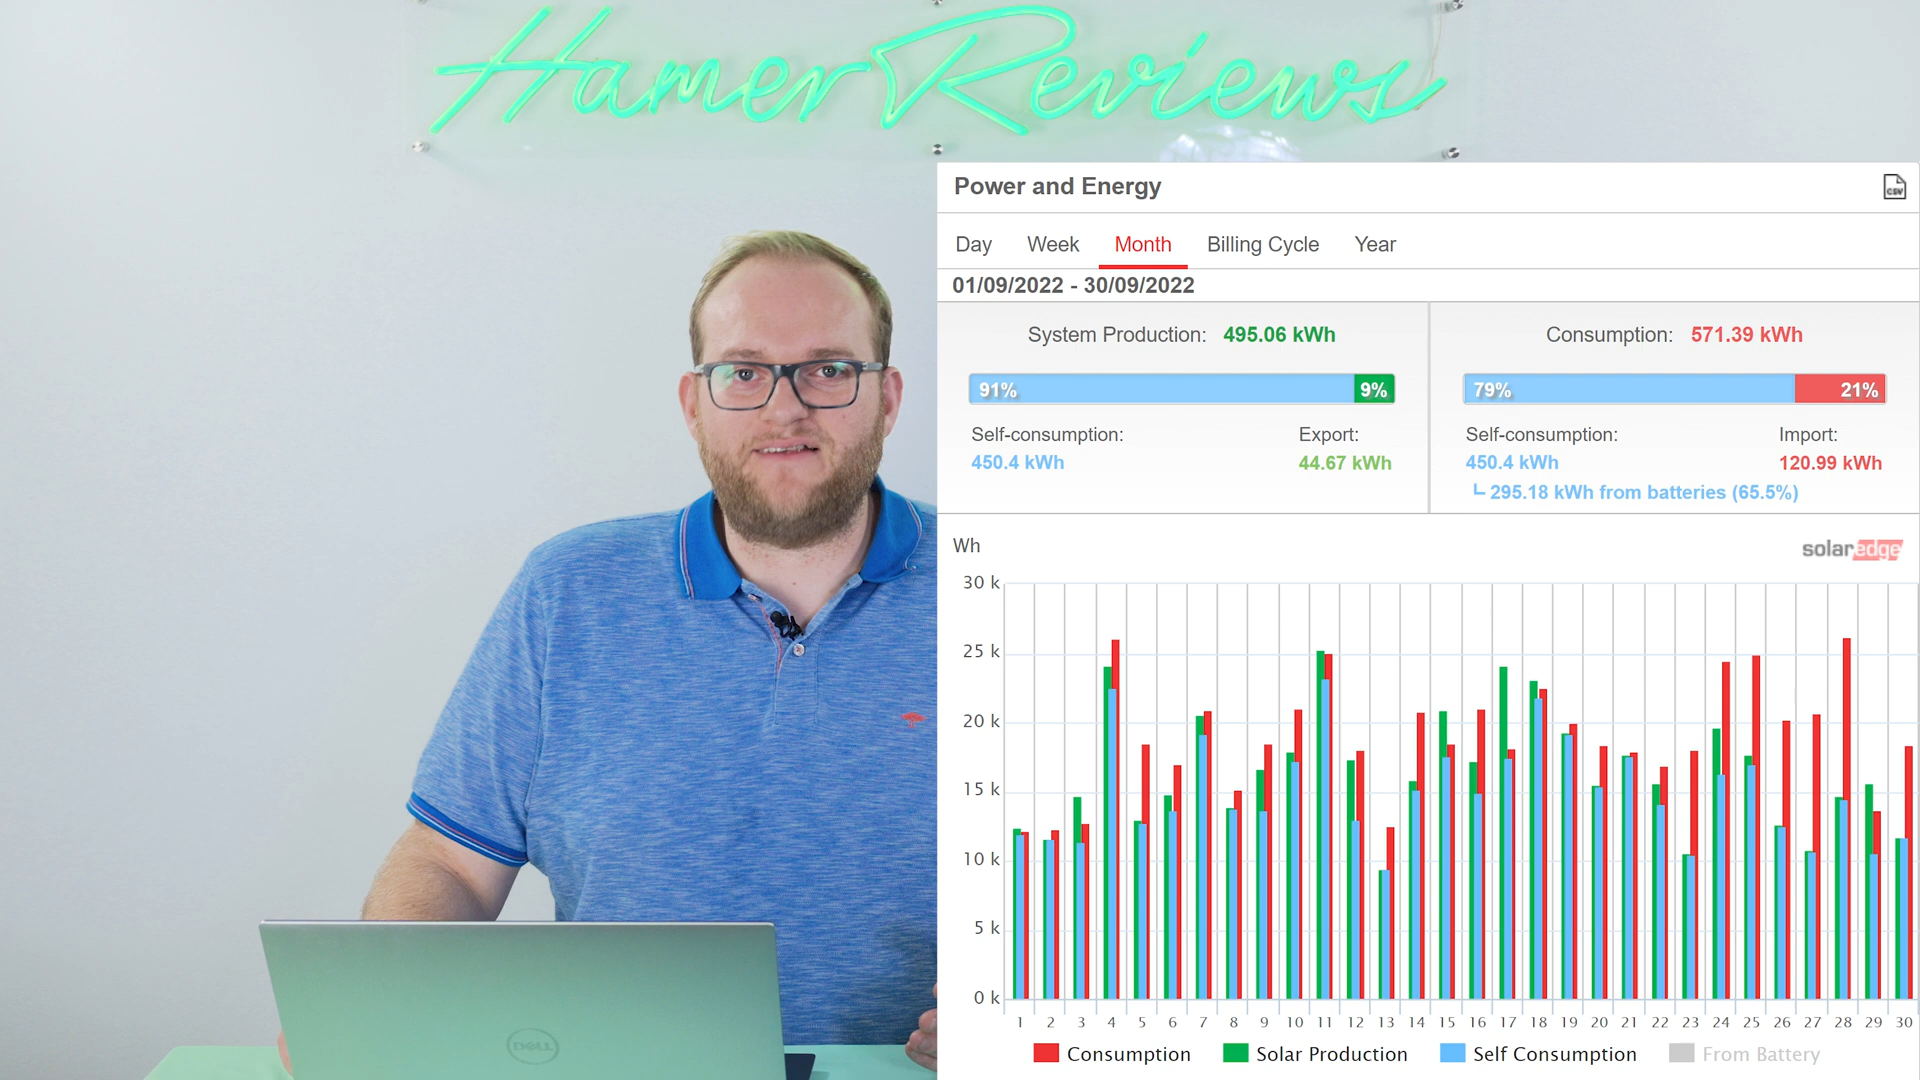 HamerReviews
Power and Energy
CSV
Day Week Month Billing Cycle Year
01/09/2022 - 30/09/2022
System Production: 495.06 kWh
91% 9%
Self-consumption: Export:
450.4 kWh 44.67 kWh
Consumption: 571.39 kWh
79% 21%
Self-consumption: Import:
450.4 kWh 120.99 kWh
295.18 kWh from batteries (65.5%)
Wh
solaredge
30 k
25 k
20 k
15 k
10 k
5 k
0 k
1 2 3 4 5 6 7 8 9 10 11 12 13 14 15 16 17 18 19 20 21 22 23 24 25 26 27 28 29 30
Consumption Solar Production Self Consumption From Battery
DELL